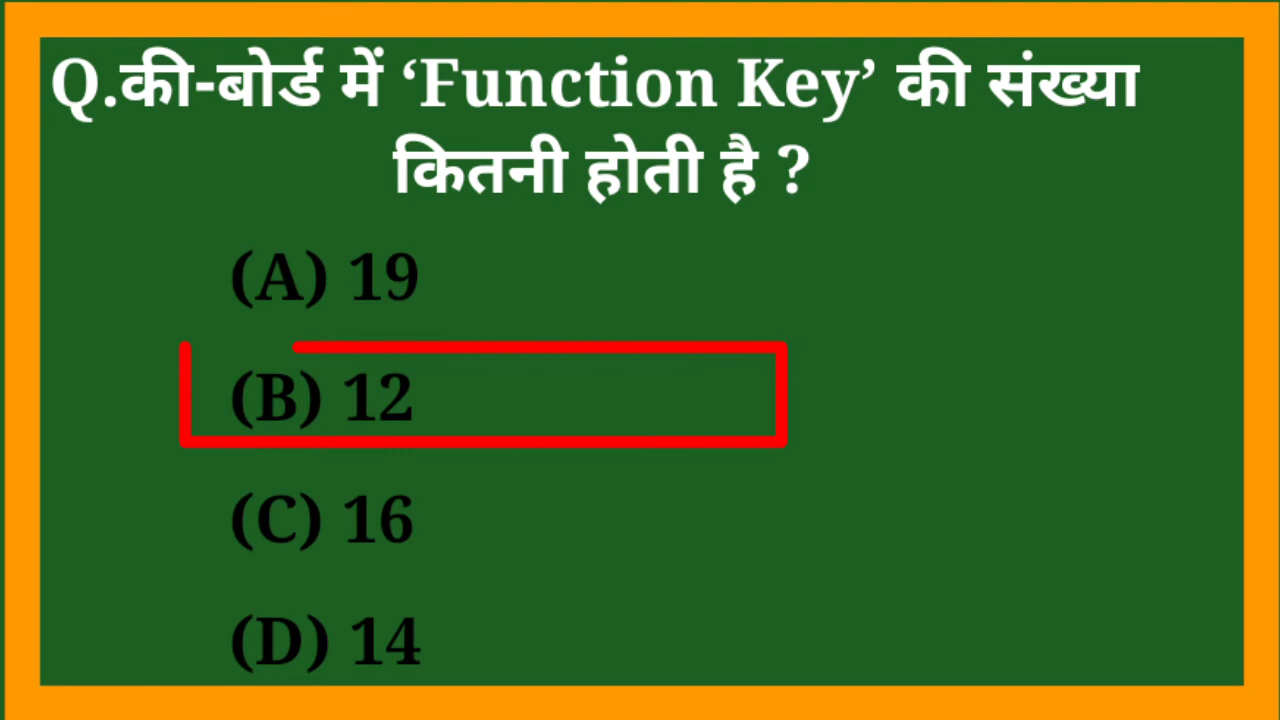 Q.की-बोर्ड में ‘Function Key’ की संख्या
कितनी होती है ?
(A) 19
(B) 12
(C) 16
(D) 14